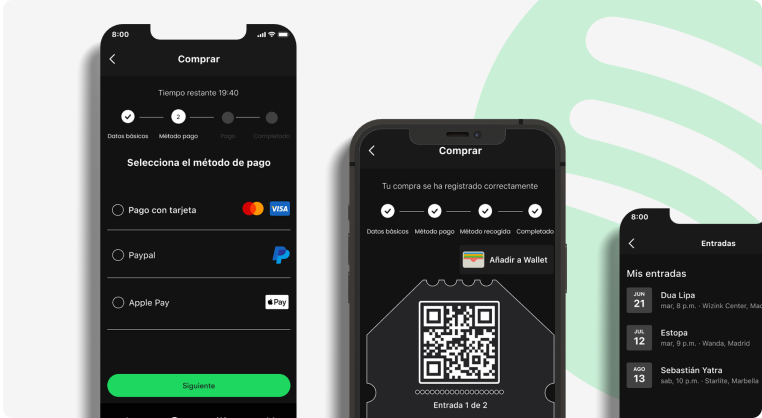 8:00
Comprar
Tiempo restante 19:40
2
Datos básicos Método pago Pago Completado
Selecciona el método de pago
Pago con tarjeta VISA
Paypal
Apple Pay Pay
Siguiente
Comprar
Tu compra se ha registrado correctamente
Datos básicos Método pago Método recogida Completado
Añadir a Wallet
Entrada 1 de 2
8:00
Entradas
Mis entradas
JUN
21
Dua Lipa
mar, 8 p.m. · Wizink Center,
JUL
12
Estopa
mar, 9 p.m. · Wanda, Madrid
AGO
13
Sebastián Yatra
sab, 10 p.m. · Starlite, Marbella